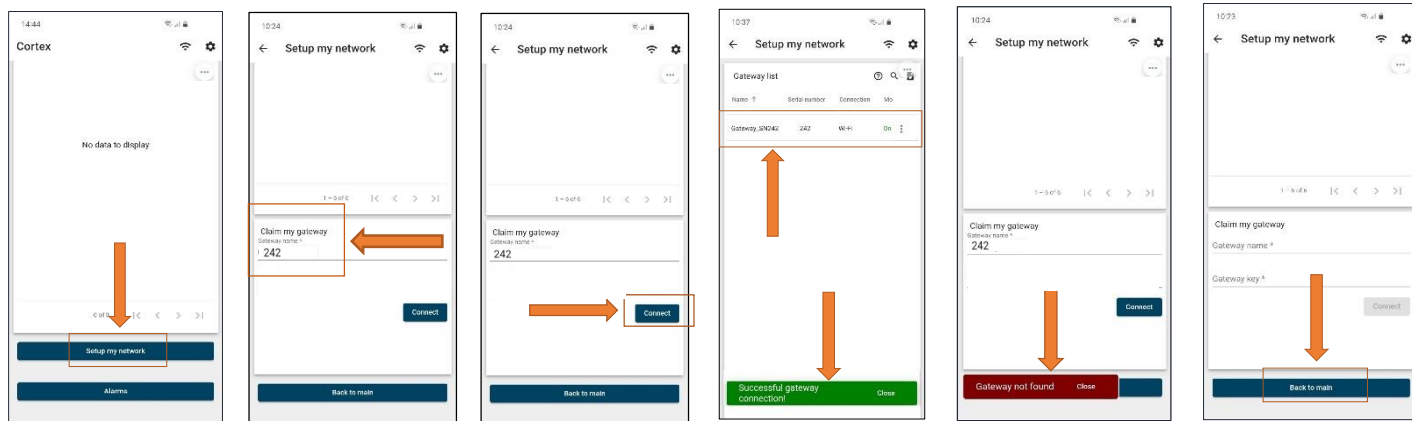 14:44
Cortex
No data to display
Setup my network
Alarms
10:24
Setup my network
1 – 6 of 6
Claim my gateway
Gateway name *
242
Connect
Back to main
10:24
Setup my network
1 – 6 of 6
Claim my gateway
Gateway name *
242
Connect
Back to main
10:37
Setup my network
Gateway list
Name Serial number Connection Mo
Gateway_SN242 242 Wi-Fi On
Successful gateway
connection! Close
10:24
Setup my network
1 – 6 of 6
Claim my gateway
Gateway name *
242
Connect
Gateway not found Close
10:23
Setup my network
1 – 6 of 6
Claim my gateway
Gateway name *
Gateway key *
Connect
Back to main